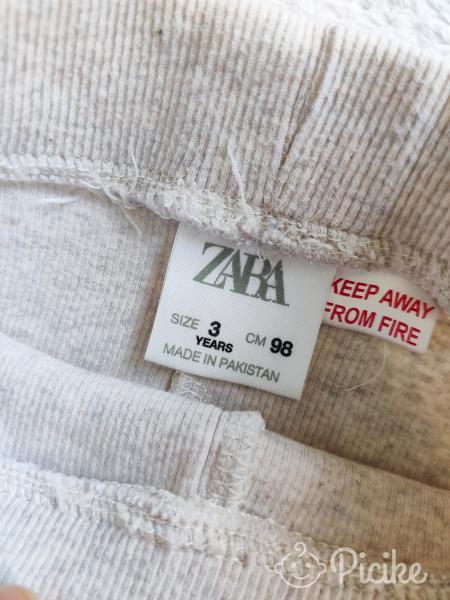 ZARA
SIZE 3 YEARS CM 98
MADE IN PAKISTAN
KEEP AWAY
FROM FIRE
Picike